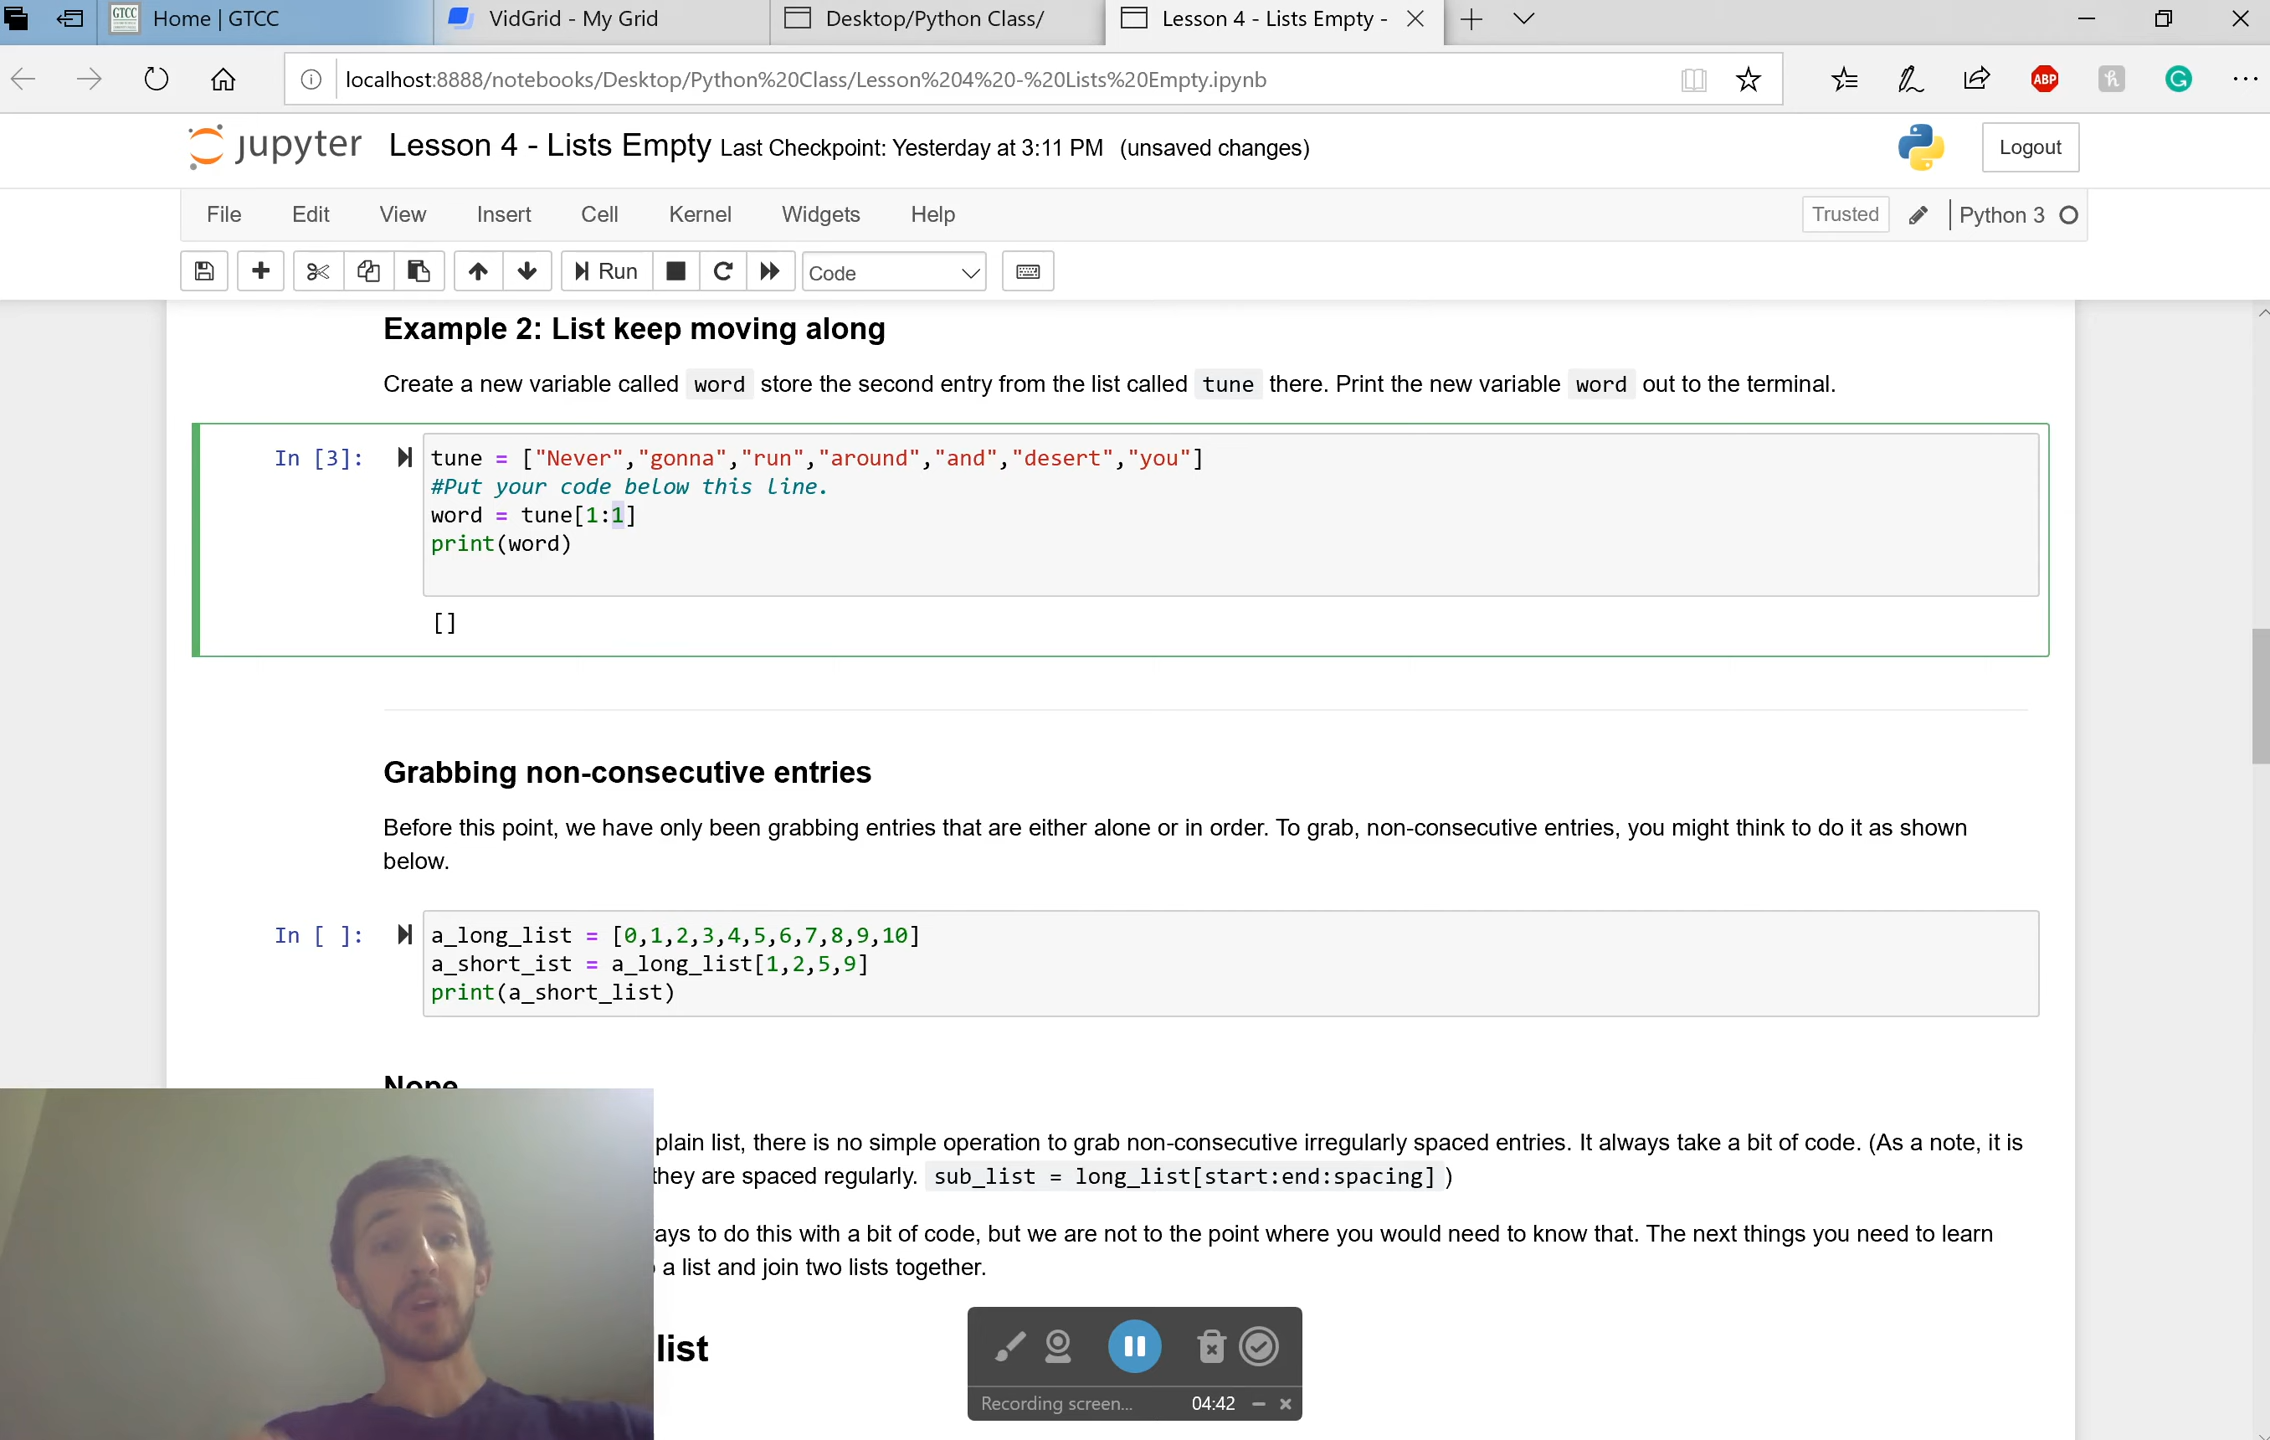 Home | GTCC
VidGrid - My Grid
Desktop/Python Class/
Lesson 4 - Lists Empty -
localhost:8888/notebooks/Desktop/Python%20Class/Lesson%204%20-%20Lists%20Empty.ipynb
ABP
jupyter Lesson 4 - Lists Empty Last Checkpoint: Yesterday at 3:11 PM (unsaved changes)
Logout
File Edit View Insert Cell Kernel Widgets Help
Trusted
Python 3
Run
Code
Example 2: List keep moving along
Create a new variable called word store the second entry from the list called tune there. Print the new variable word out to the terminal.
In [3]: tune = ["Never","gonna","run","around","and","desert","you"]
#Put your code below this line.
word = tune[1:1]
print(word)
[]
Grabbing non-consecutive entries
Before this point, we have only been grabbing entries that are either alone or in order. To grab, non-consecutive entries, you might think to do it as shown
below.
In [ ]: a_long_list = [0,1,2,3,4,5,6,7,8,9,10]
a_short_ist = a_long_list[1,2,5,9]
print(a_short_list)
Nope
plain list, there is no simple operation to grab non-consecutive irregularly spaced entries. It always take a bit of code. (As a note, it is
they are spaced regularly. sub_list = long_list[start:end:spacing] )
ays to do this with a bit of code, but we are not to the point where you would need to know that. The next things you need to learn
a list and join two lists together.
list
Recording screen... 04:42